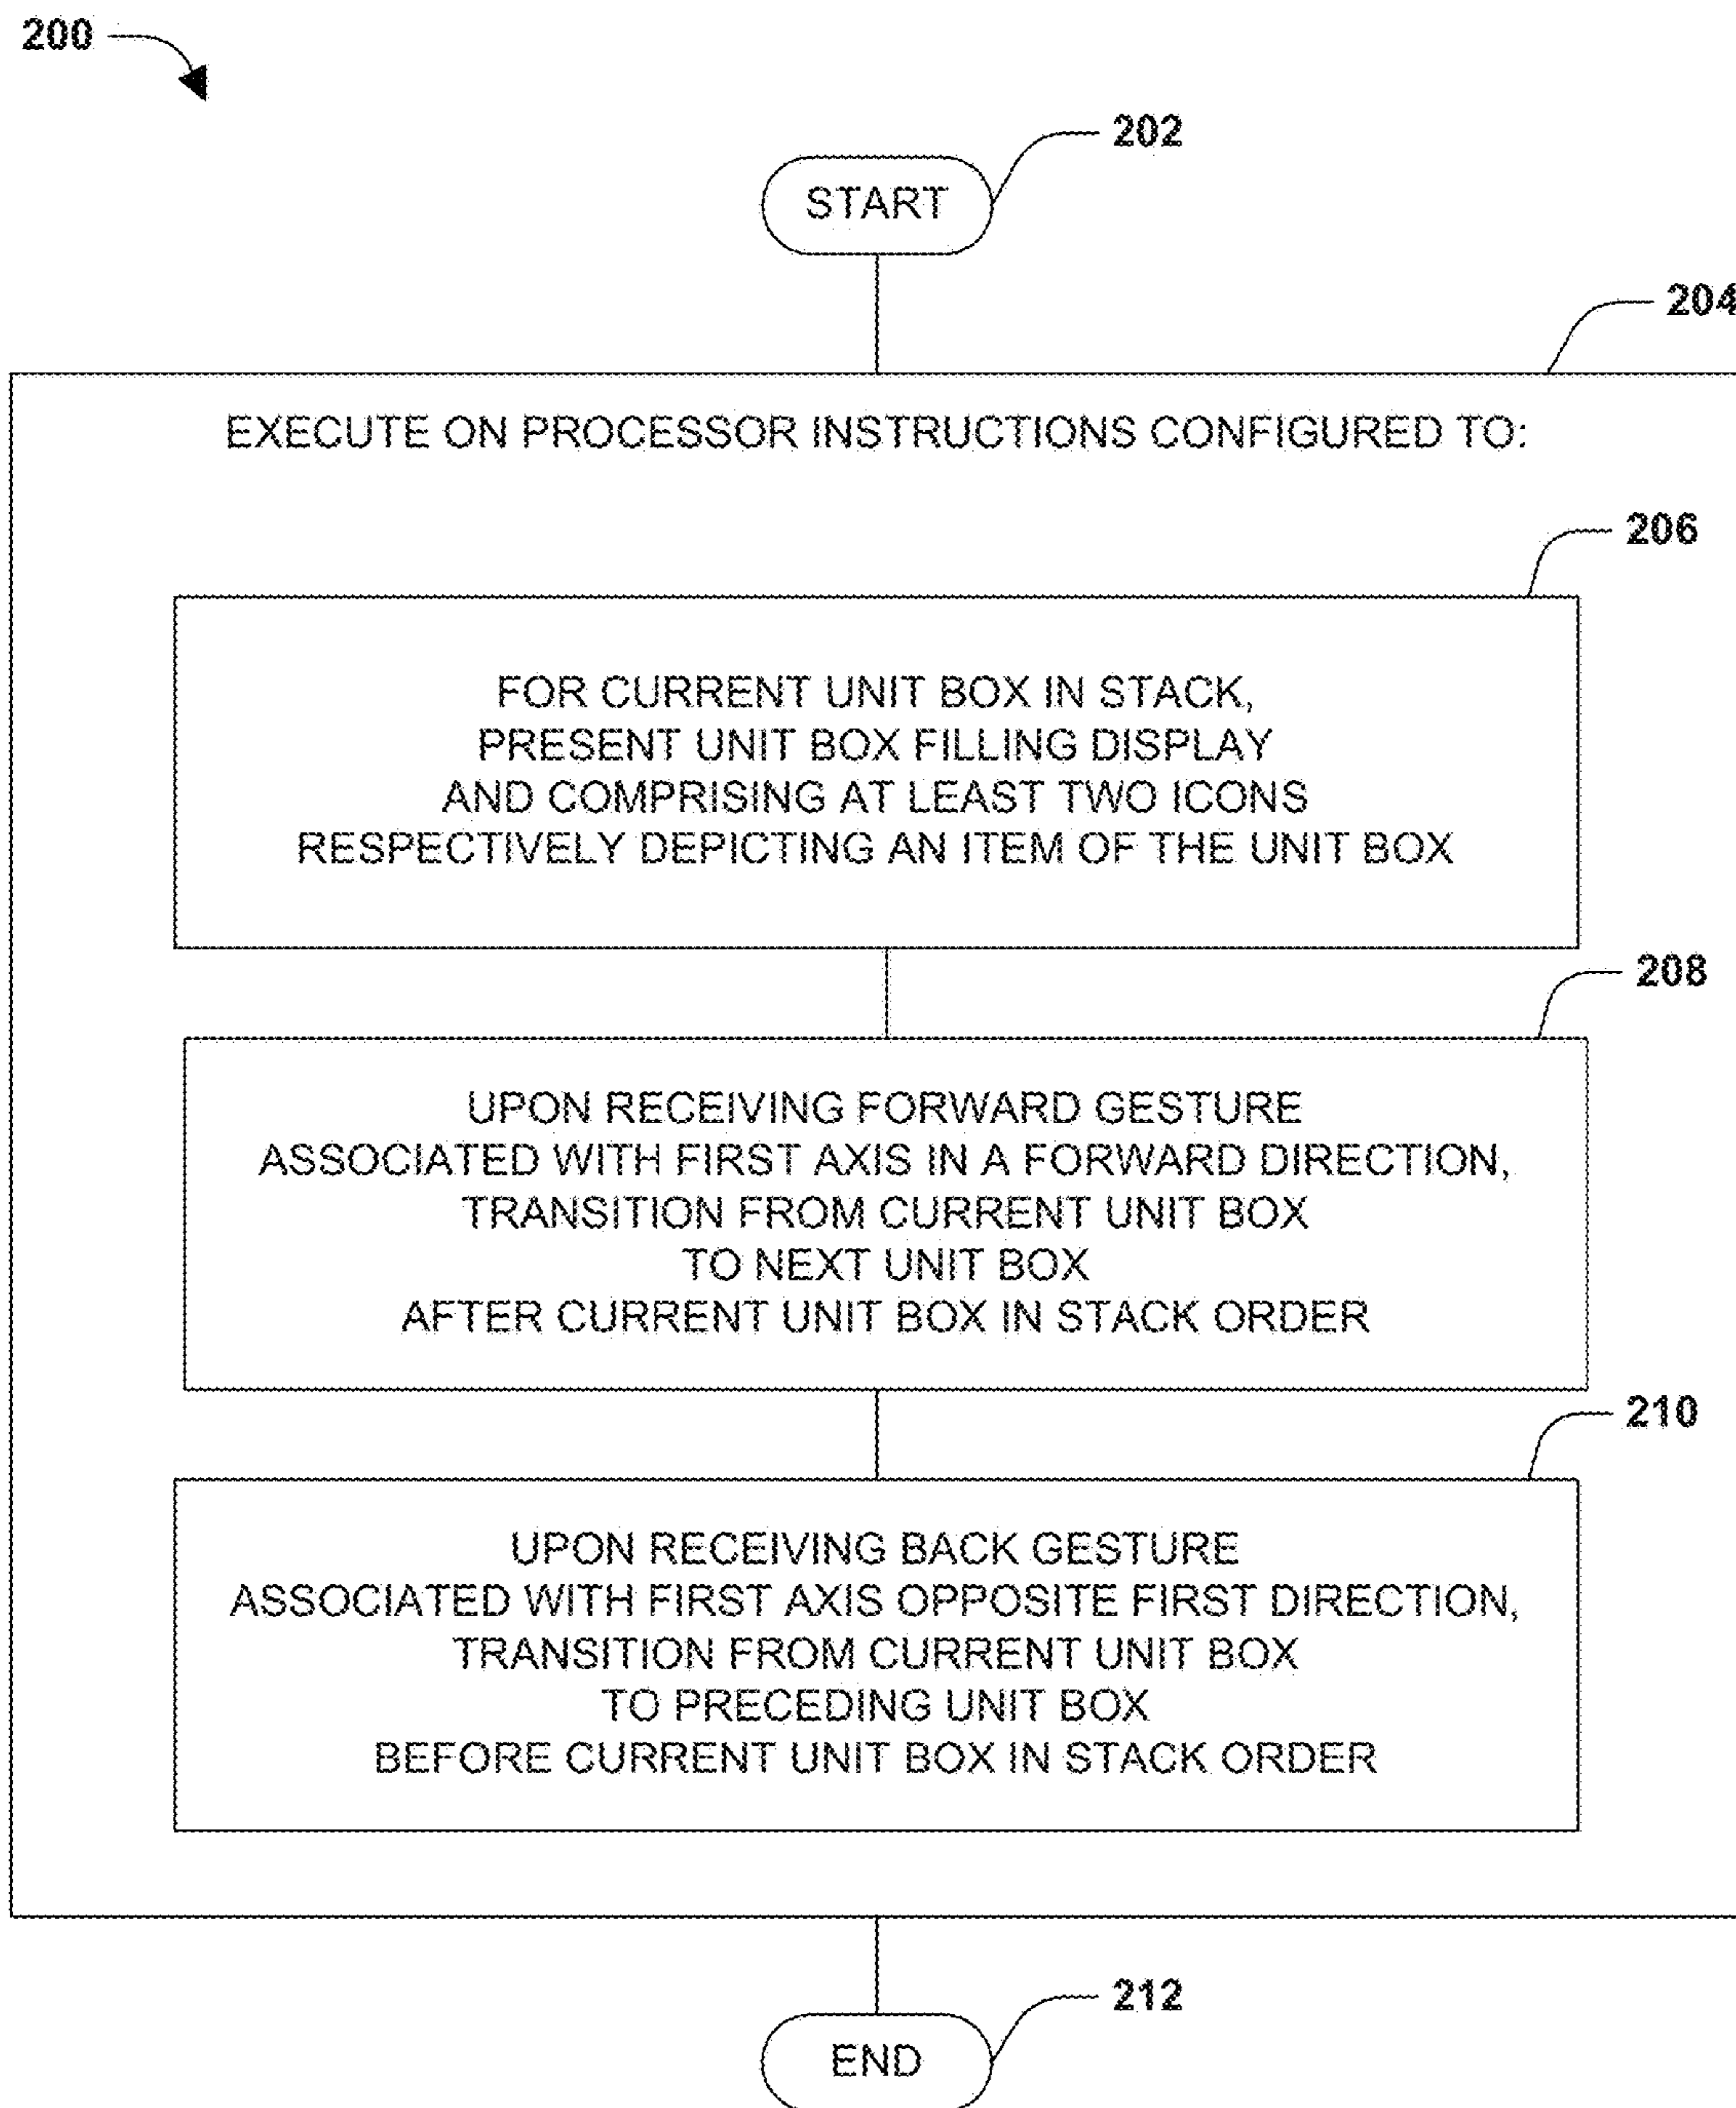 200
202
START
204
EXECUTE ON PROCESSOR INSTRUCTIONS CONFIGURED TO:
206
FOR CURRENT UNIT BOX IN STACK,
PRESENT UNIT BOX FILLING DISPLAY
AND COMPRISING AT LEAST TWO ICONS
RESPECTIVELY DEPICTING AN ITEM OF THE UNIT BOX
208
UPON RECEIVING FORWARD GESTURE
ASSOCIATED WITH FIRST AXIS IN A FORWARD DIRECTION,
TRANSITION FROM CURRENT UNIT BOX
TO NEXT UNIT BOX
AFTER CURRENT UNIT BOX IN STACK ORDER
210
UPON RECEIVING BACK GESTURE
ASSOCIATED WITH FIRST AXIS OPPOSITE FIRST DIRECTION,
TRANSITION FROM CURRENT UNIT BOX
TO PRECEDING UNIT BOX
BEFORE CURRENT UNIT BOX IN STACK ORDER
212
END